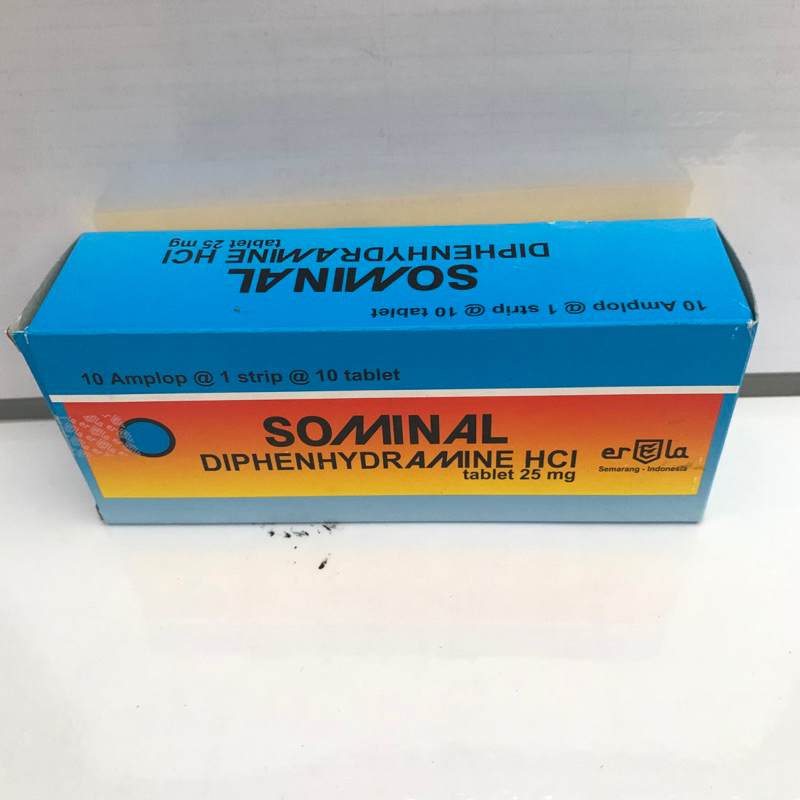 10 Amplop @ 1 strip @ 10 tablet
SOMINAL
DIPHENHYDRAMINE HCl
tablet 25 mg
10 Amplop @ 1 strip @ 10 tablet
SOMINAL
DIPHENHYDRAMINE HCl
tablet 25 mg
erela
Semarang - Indonesia